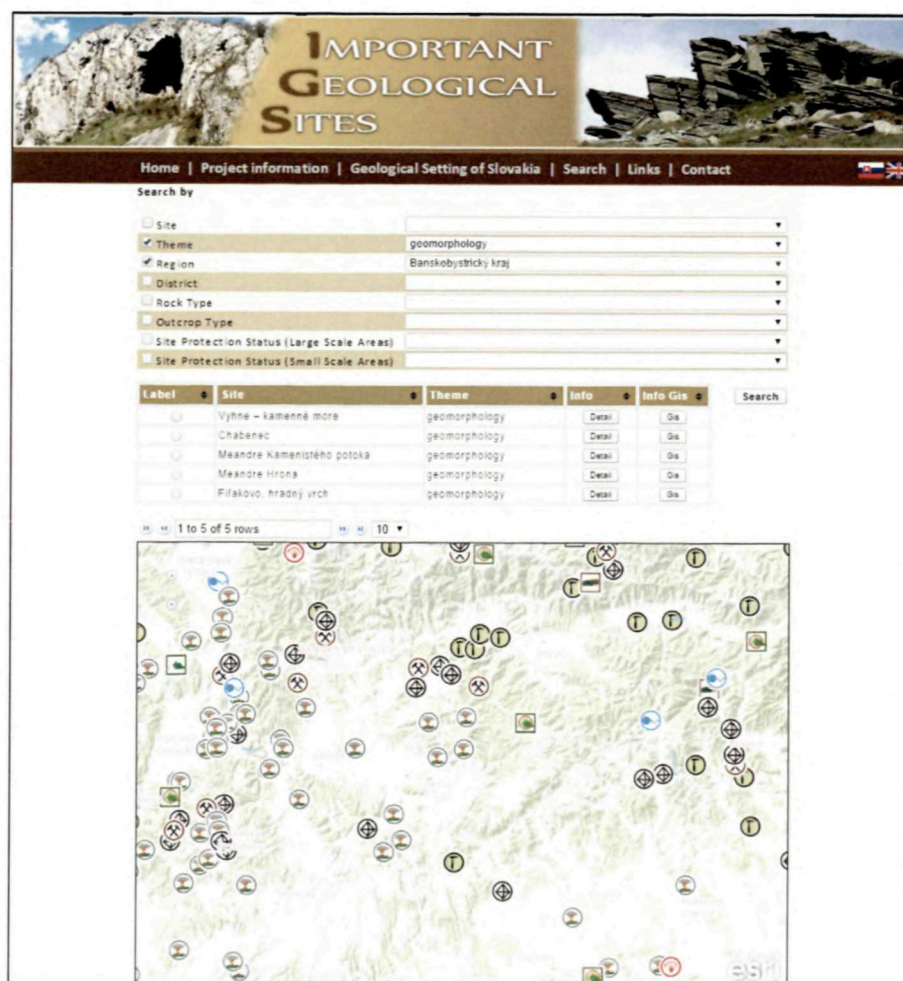 IMPORTANT
GEOLOGICAL
SITES
Home | Project information | Geological Setting of Slovakia | Search | Links | Contact
Search by
Site
Theme geomorphology
Region Banskobystrický kraj
District
Rock Type
Outcrop Type
Site Protection Status (Large Scale Areas)
Site Protection Status (Small Scale Areas)
Label Site Theme Info Info Gis Search
Vyhne – kamenné more geomorphology Detail Gis
Chabenec geomorphology Detail Gis
Meandre Kamenistého potoka geomorphology Detail Gis
Meandre Hrona geomorphology Detail Gis
Fiľakovo, hradný vrch geomorphology Detail Gis
1 to 5 of 5 rows 10
esri